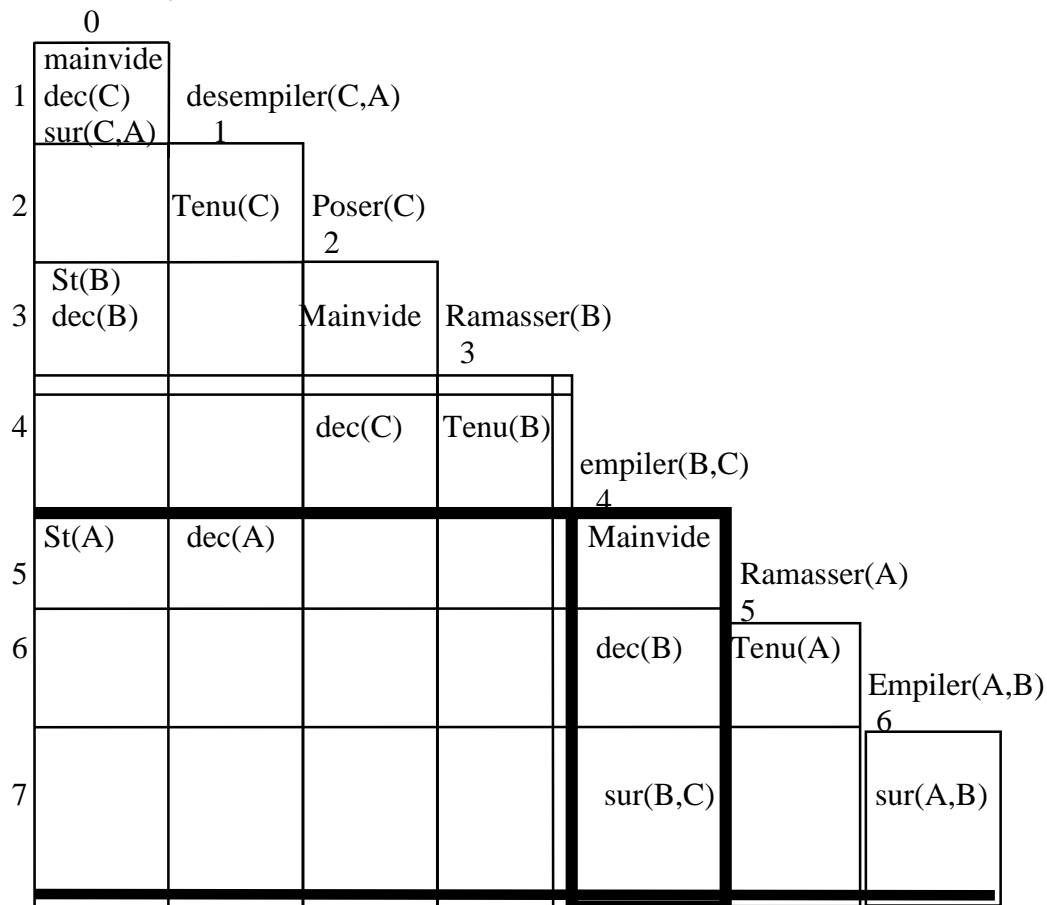 0
mainvide
1 dec(C) desempiler(C,A)
sur(C,A) 1
2 Tenu(C) Poser(C)
2
St(B)
3 dec(B) Mainvide Ramasser(B)
3
4 dec(C) Tenu(B)
empiler(B,C)
4
St(A) dec(A) Mainvide
5 Ramasser(A)
5
6 dec(B) Tenu(A)
Empiler(A,B)
6
7 sur(B,C) sur(A,B)